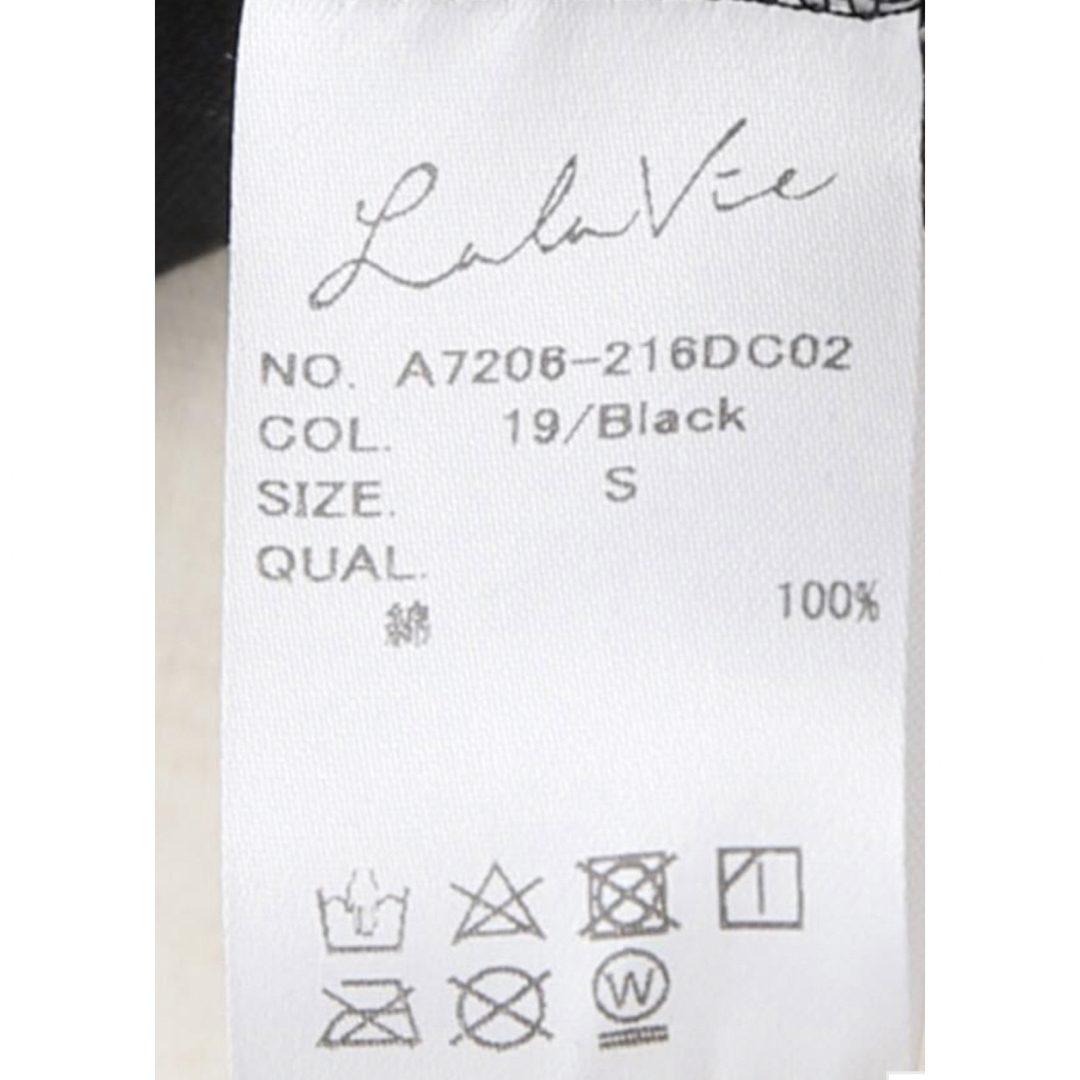 LalaVie
NO. A7206-216DC02
COL. 19/Black
SIZE. S
QUAL.
綿 100%
W